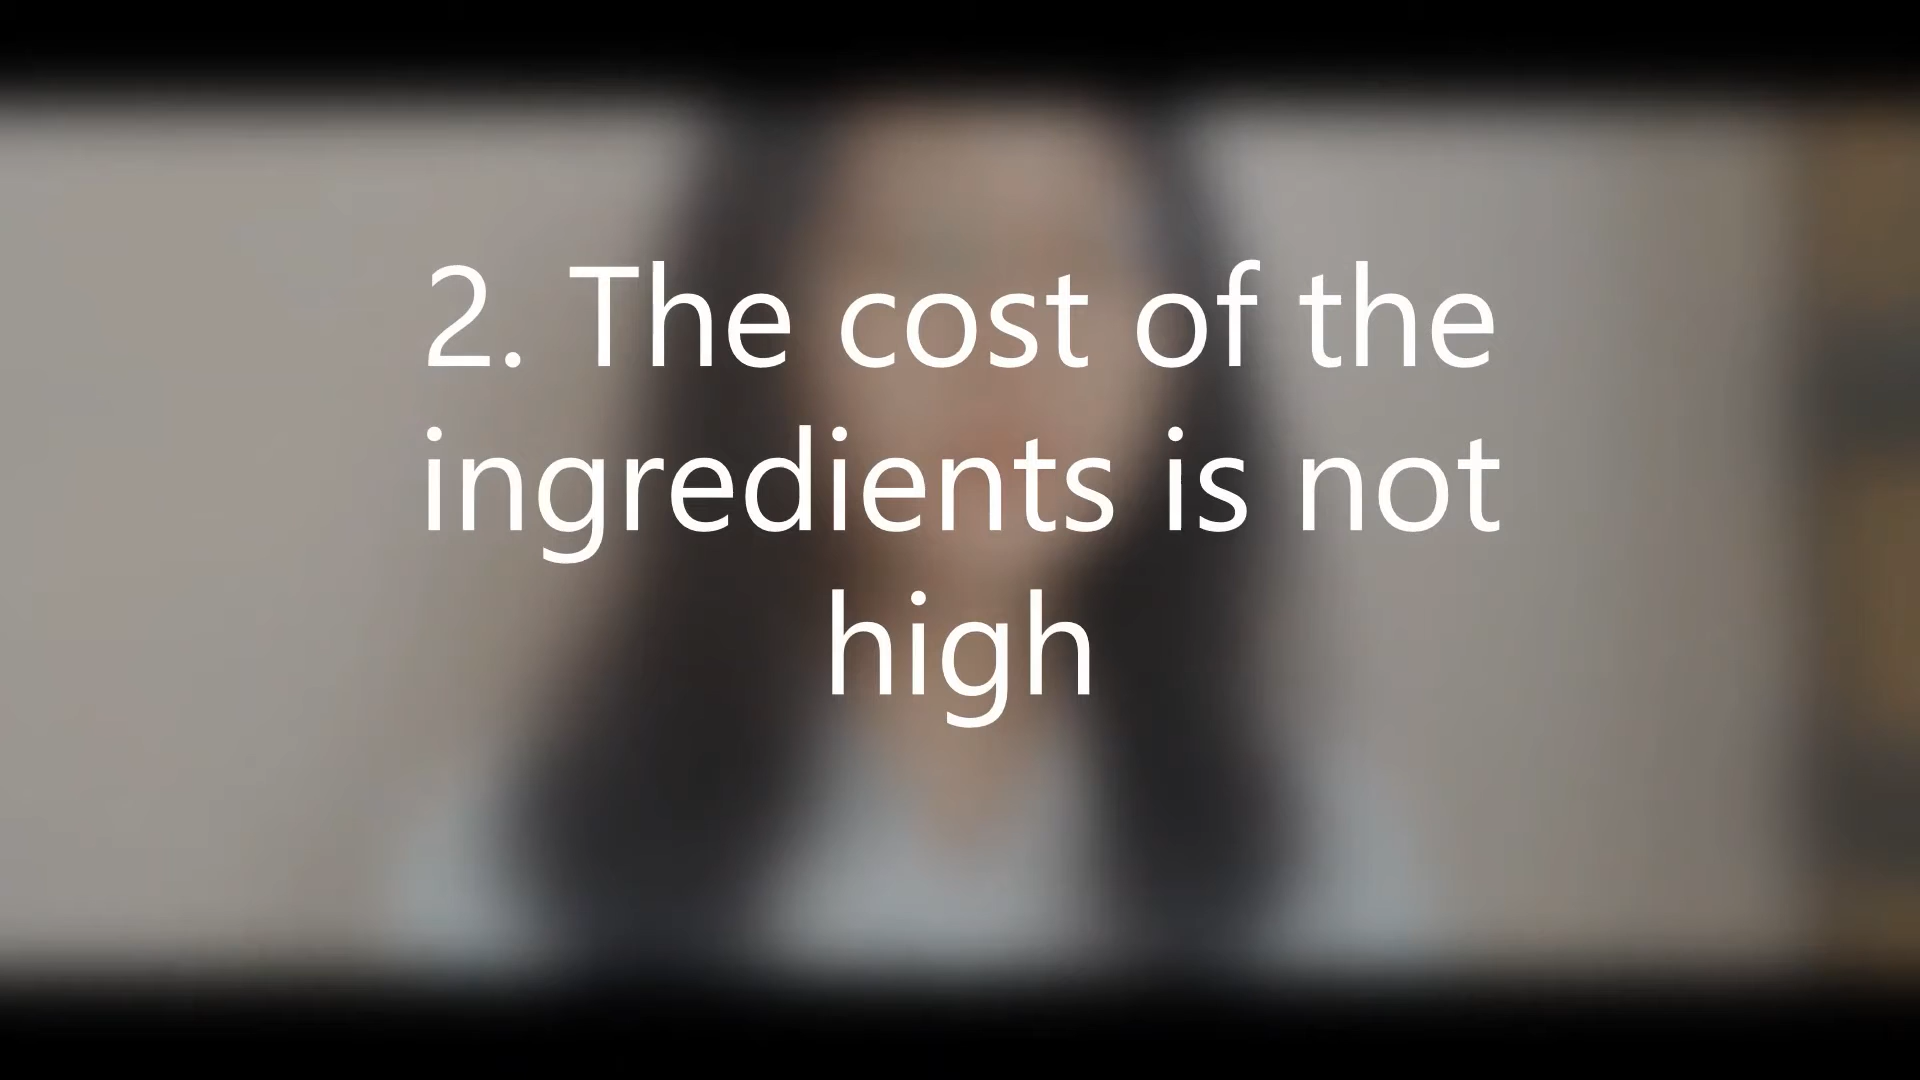 2. The cost of the
ingredients is not
high